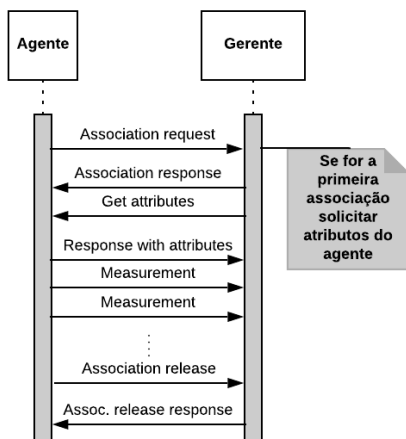 Agente
Gerente
Association request
Se for a
primeira
associação
solicitar
atributos do
agente
Association response
Get attributes
Response with attributes
Measurement
Measurement
Association release
Assoc. release response